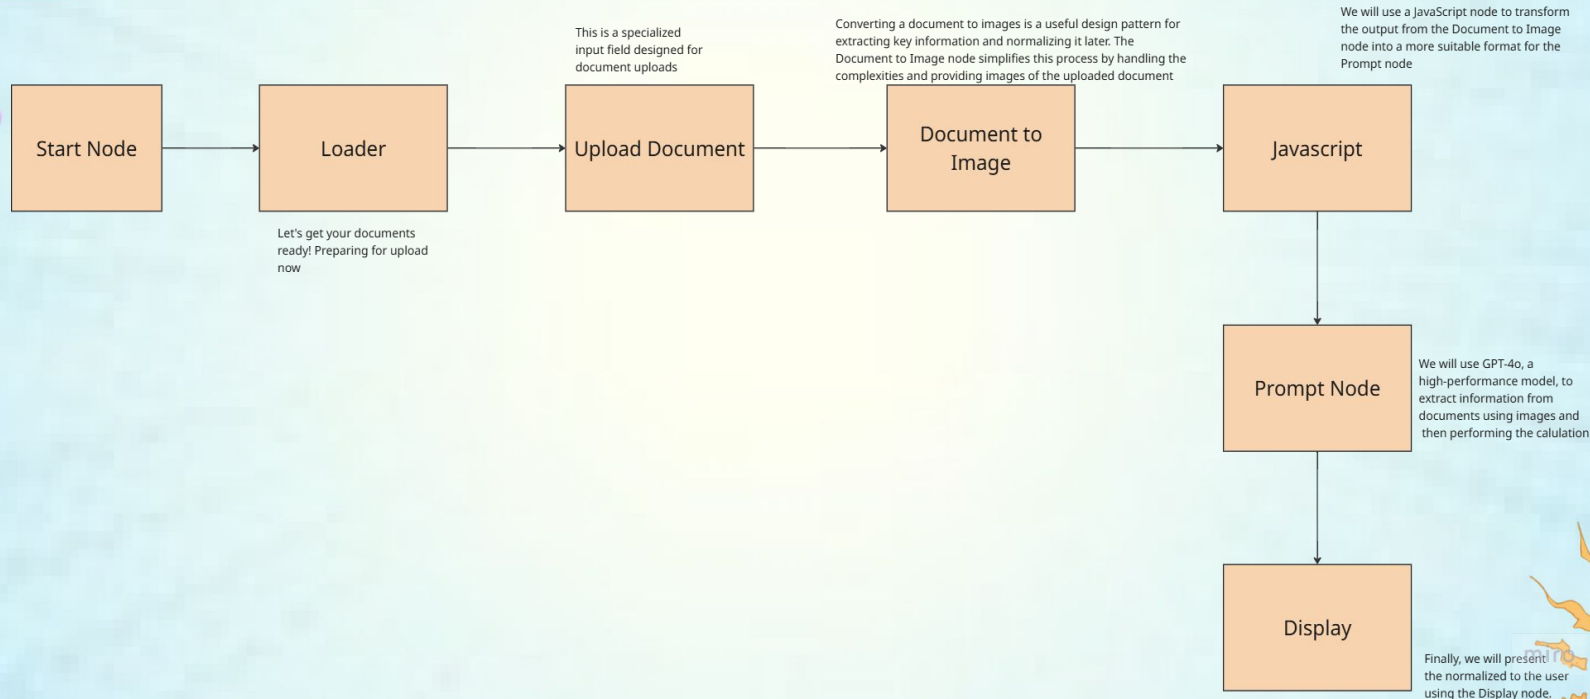 This is a specialized
input field designed for
document uploads
Converting a document to images is a useful design pattern for
extracting key information and normalizing it later. The
Document to Image node simplifies this process by handling the
complexities and providing images of the uploaded document
We will use a JavaScript node to transform
the output from the Document to Image
node into a more suitable format for the
Prompt node
Start Node
Loader
Upload Document
Document to
Image
Javascript
Let's get your documents
ready! Preparing for upload
now
Prompt Node
We will use GPT-4o, a
high-performance model, to
extract information from
documents using images and
then performing the calulation
Display
Finally, we will present
the normalized to the user
using the Display node.
miro